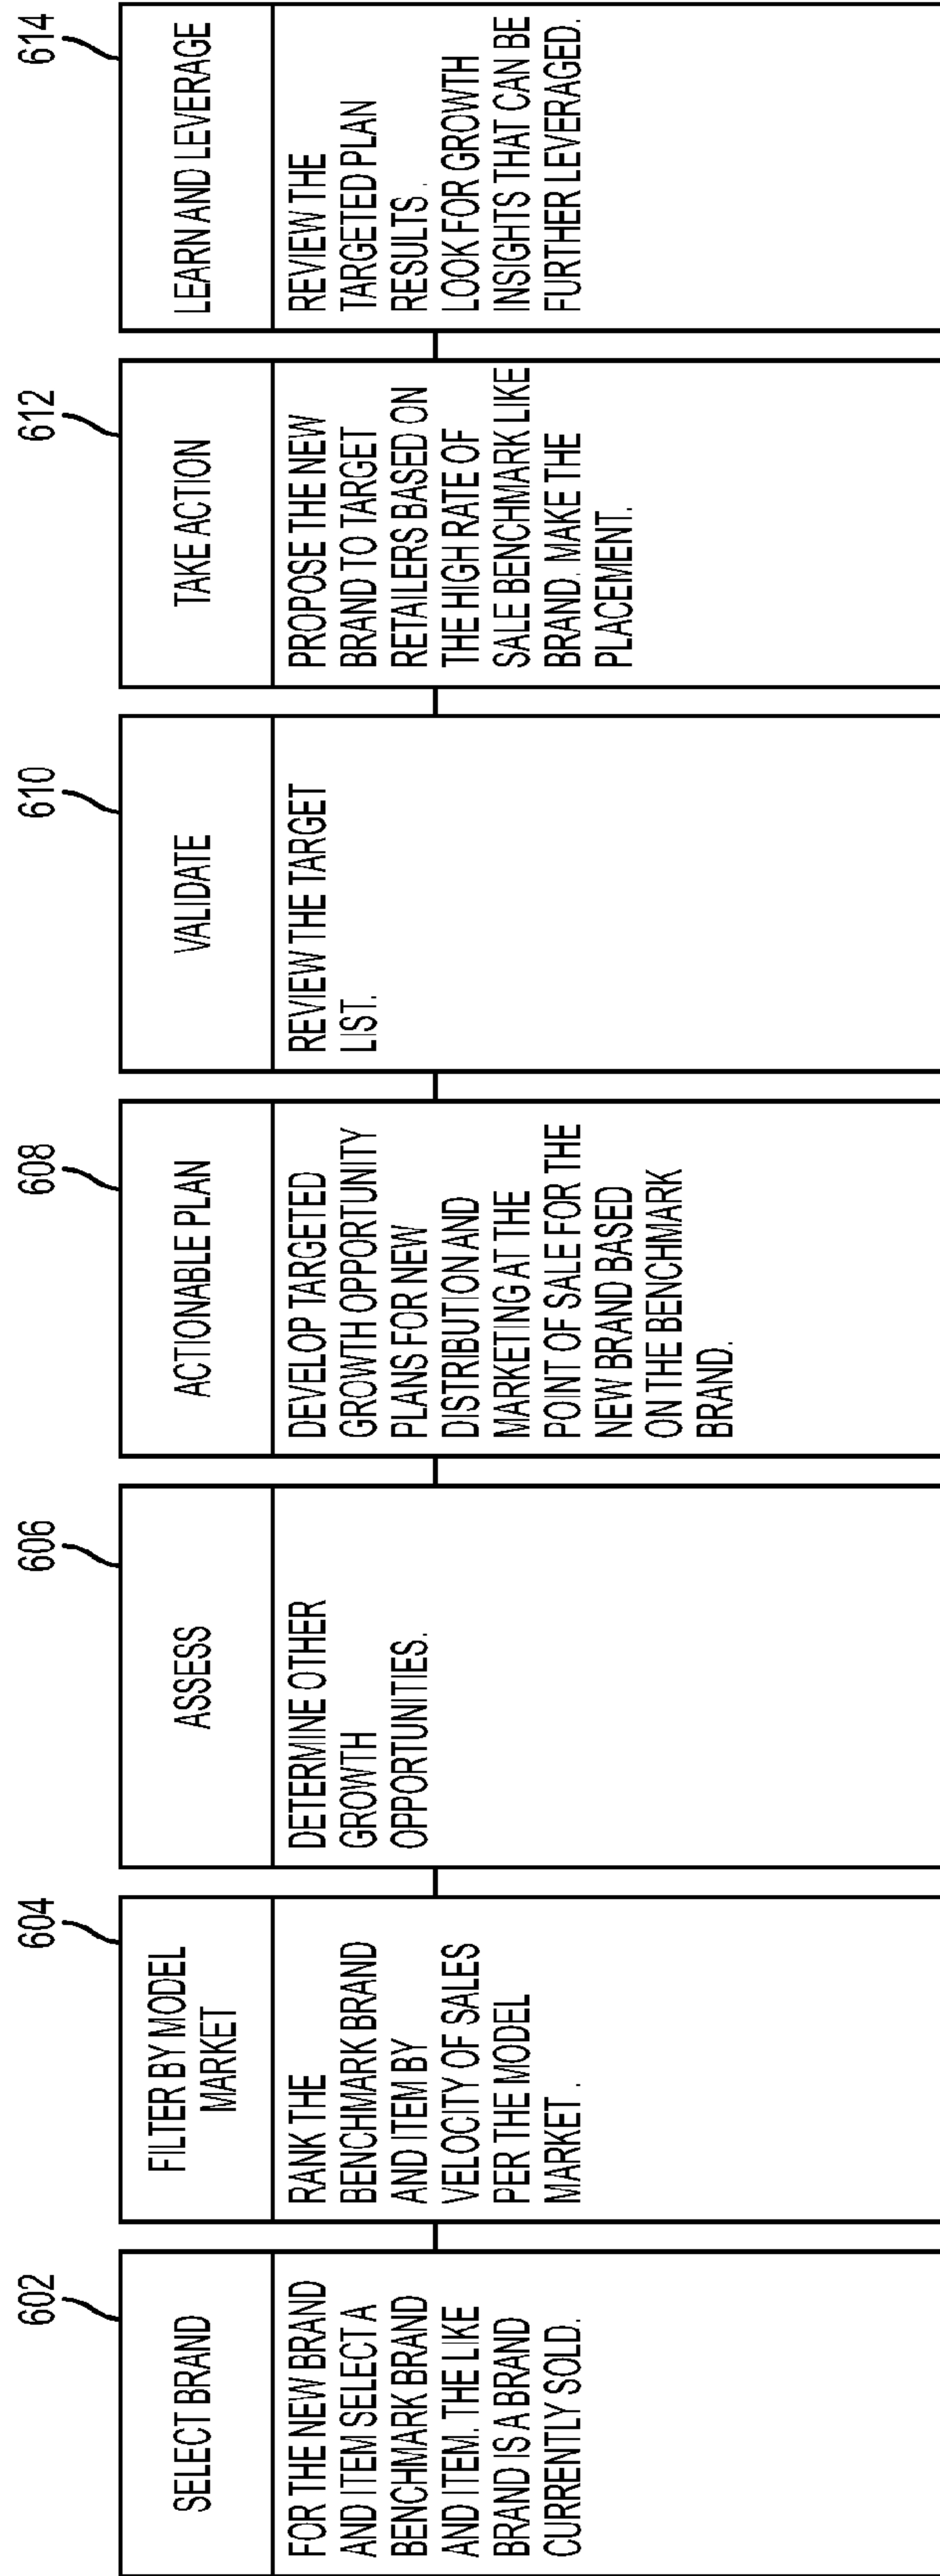 602
SELECT BRAND
FOR THE NEW BRAND
AND ITEM SELECT A
BENCHMARK BRAND
AND ITEM. THE LIKE
BRAND IS A BRAND
CURRENTLY SOLD.
604
FILTER BY MODEL
MARKET
RANK THE
BENCHMARK BRAND
AND ITEM BY
VELOCITY OF SALES
PER THE MODEL
MARKET .
606
ASSESS
DETERMINE OTHER
GROWTH
OPPORTUNITIES.
608
ACTIONABLE PLAN
DEVELOP TARGETED
GROWTH OPPORTUNITY
PLANS FOR NEW
DISTRIBUTION AND
MARKETING AT THE
POINT OF SALE FOR THE
NEW BRAND BASED
ON THE BENCHMARK
BRAND.
610
VALIDATE
REVIEW THE TARGET
LIST.
612
TAKE ACTION
PROPOSE THE NEW
BRAND TO TARGET
RETAILERS BASED ON
THE HIGH RATE OF
SALE BENCHMARK LIKE
BRAND. MAKE THE
PLACEMENT.
614
LEARN AND LEVERAGE
REVIEW THE
TARGETED PLAN
RESULTS .
LOOK FOR GROWTH
INSIGHTS THAT CAN BE
FURTHER LEVERAGED.